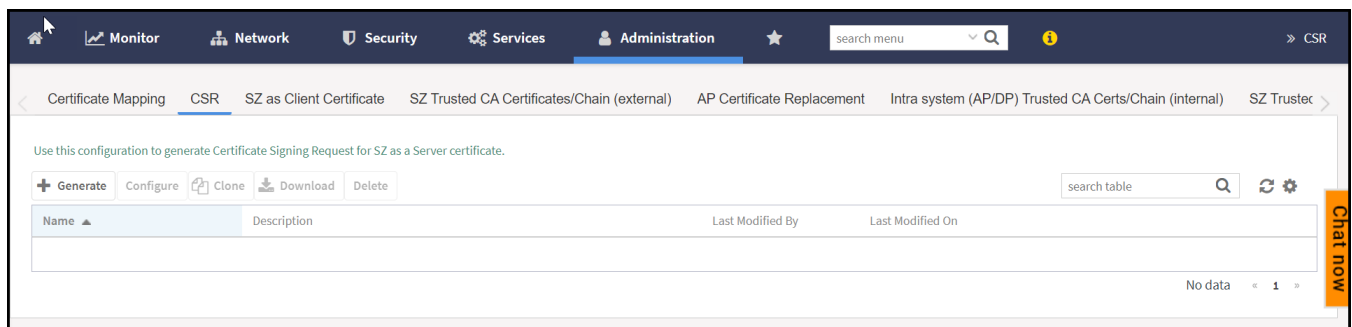 Monitor Network Security Services Administration search menu » CSR
Certificate Mapping CSR SZ as Client Certificate SZ Trusted CA Certificates/Chain (external) AP Certificate Replacement Intra system (AP/DP) Trusted CA Certs/Chain (internal) SZ Trusted
Use this configuration to generate Certificate Signing Request for SZ as a Server certificate.
+ Generate Configure Clone Download Delete search table
Name Description Last Modified By Last Modified On
No data « 1 »
Chat now